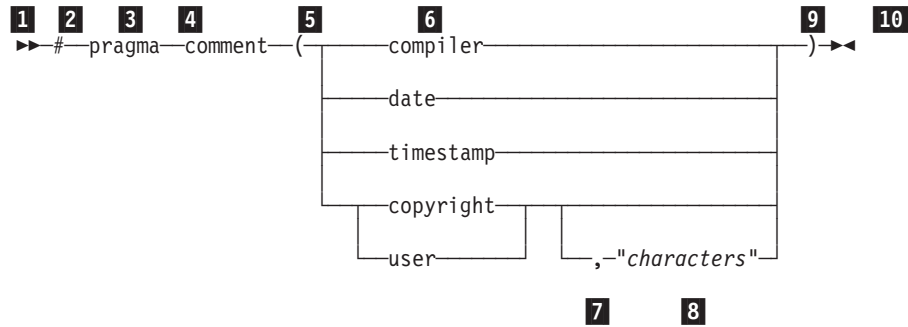 1 2 3 4 5 6 9 10
# pragma comment ( compiler )
date
timestamp
copyright
user , "characters"
7 8